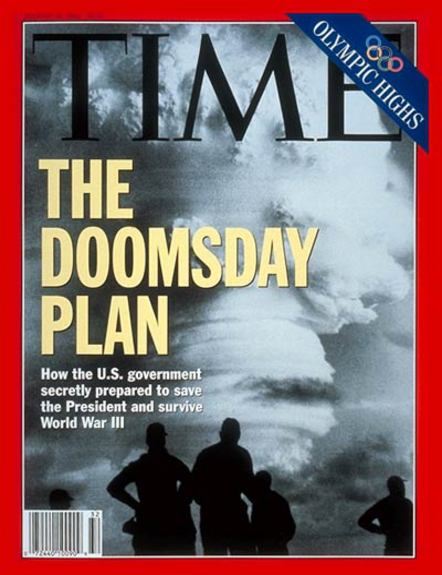 TIME
OLYMPIC HIGHS
THE
DOOMSDAY
PLAN
How the U.S. government
secretly prepared to save
the President and survive
World War III
32